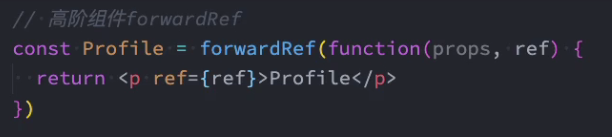 // 高阶组件forwardRef
const Profile = forwardRef(function(props, ref) {
  return <p ref={ref}>Profile</p>
})